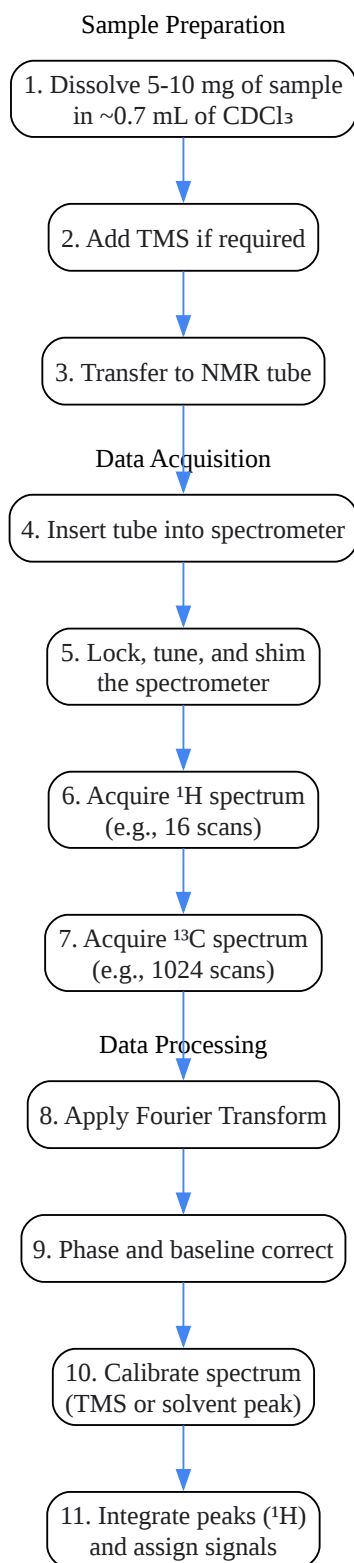 Sample Preparation
1. Dissolve 5-10 mg of sample
in ~0.7 mL of CDCl₃
2. Add TMS if required
3. Transfer to NMR tube
Data Acquisition
4. Insert tube into spectrometer
5. Lock, tune, and shim
the spectrometer
6. Acquire ¹H spectrum
(e.g., 16 scans)
7. Acquire ¹³C spectrum
(e.g., 1024 scans)
Data Processing
8. Apply Fourier Transform
9. Phase and baseline correct
10. Calibrate spectrum
(TMS or solvent peak)
11. Integrate peaks (¹H)
and assign signals